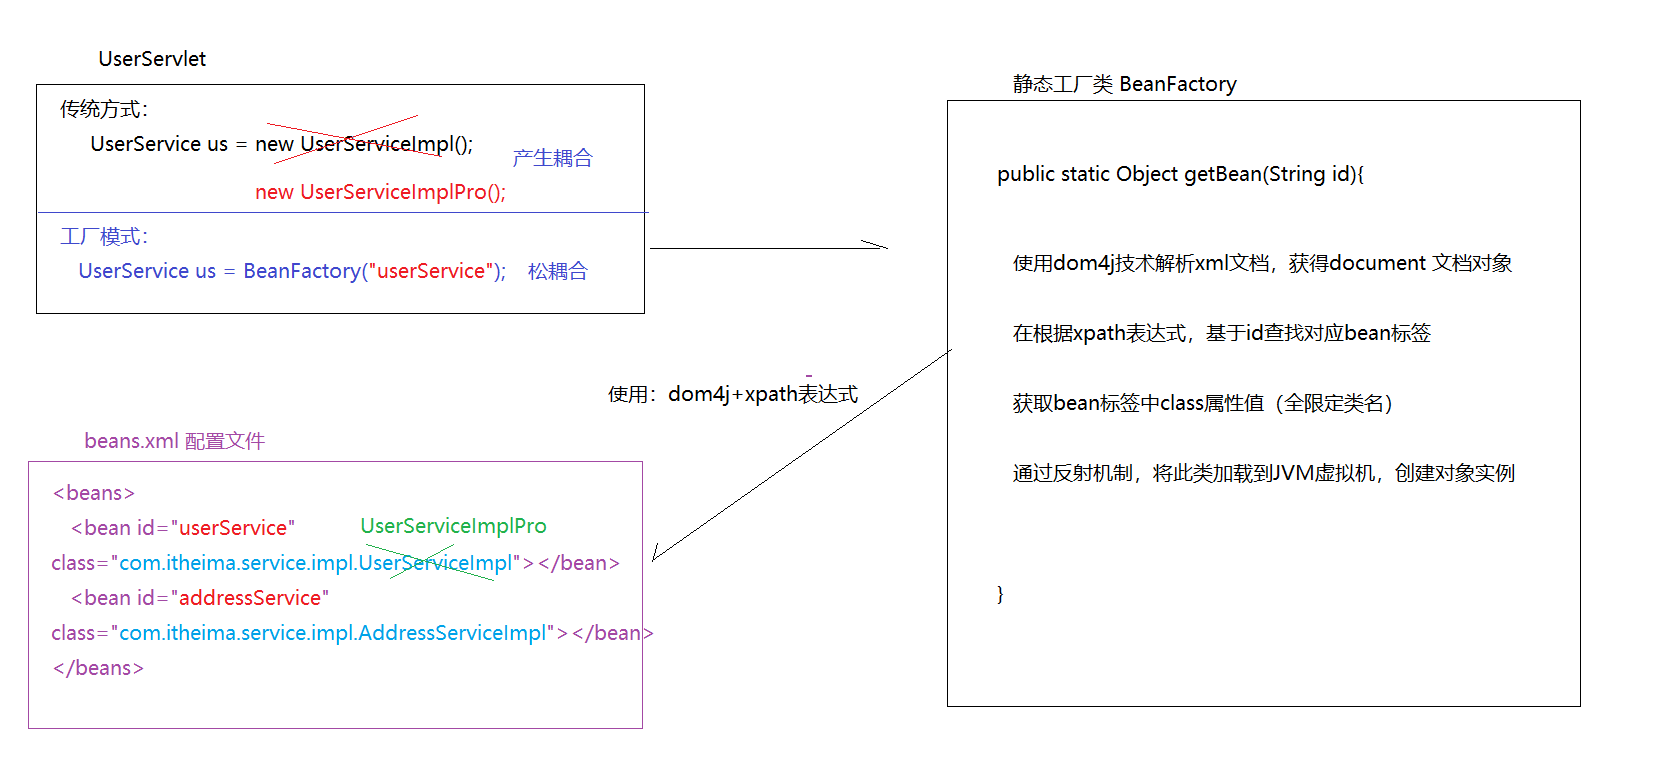 UserServlet
传统方式：
UserService us = new UserServiceImpl();
产生耦合
new UserServiceImplPro();
工厂模式：
UserService us = BeanFactory("userService"); 松耦合
静态工厂类 BeanFactory
public static Object getBean(String id){
使用dom4j技术解析xml文档，获得document 文档对象
在根据xpath表达式，基于id查找对应bean标签
获取bean标签中class属性值（全限定类名）
通过反射机制，将此类加载到JVM虚拟机，创建对象实例
}
使用：dom4j+xpath表达式
beans.xml 配置文件
<beans>
<bean id="userService"
UserServiceImplPro
class="com.itheima.service.impl.UserServiceImpl"></bean>
<bean id="addressService"
class="com.itheima.service.impl.AddressServiceImpl"></bean>
</beans>